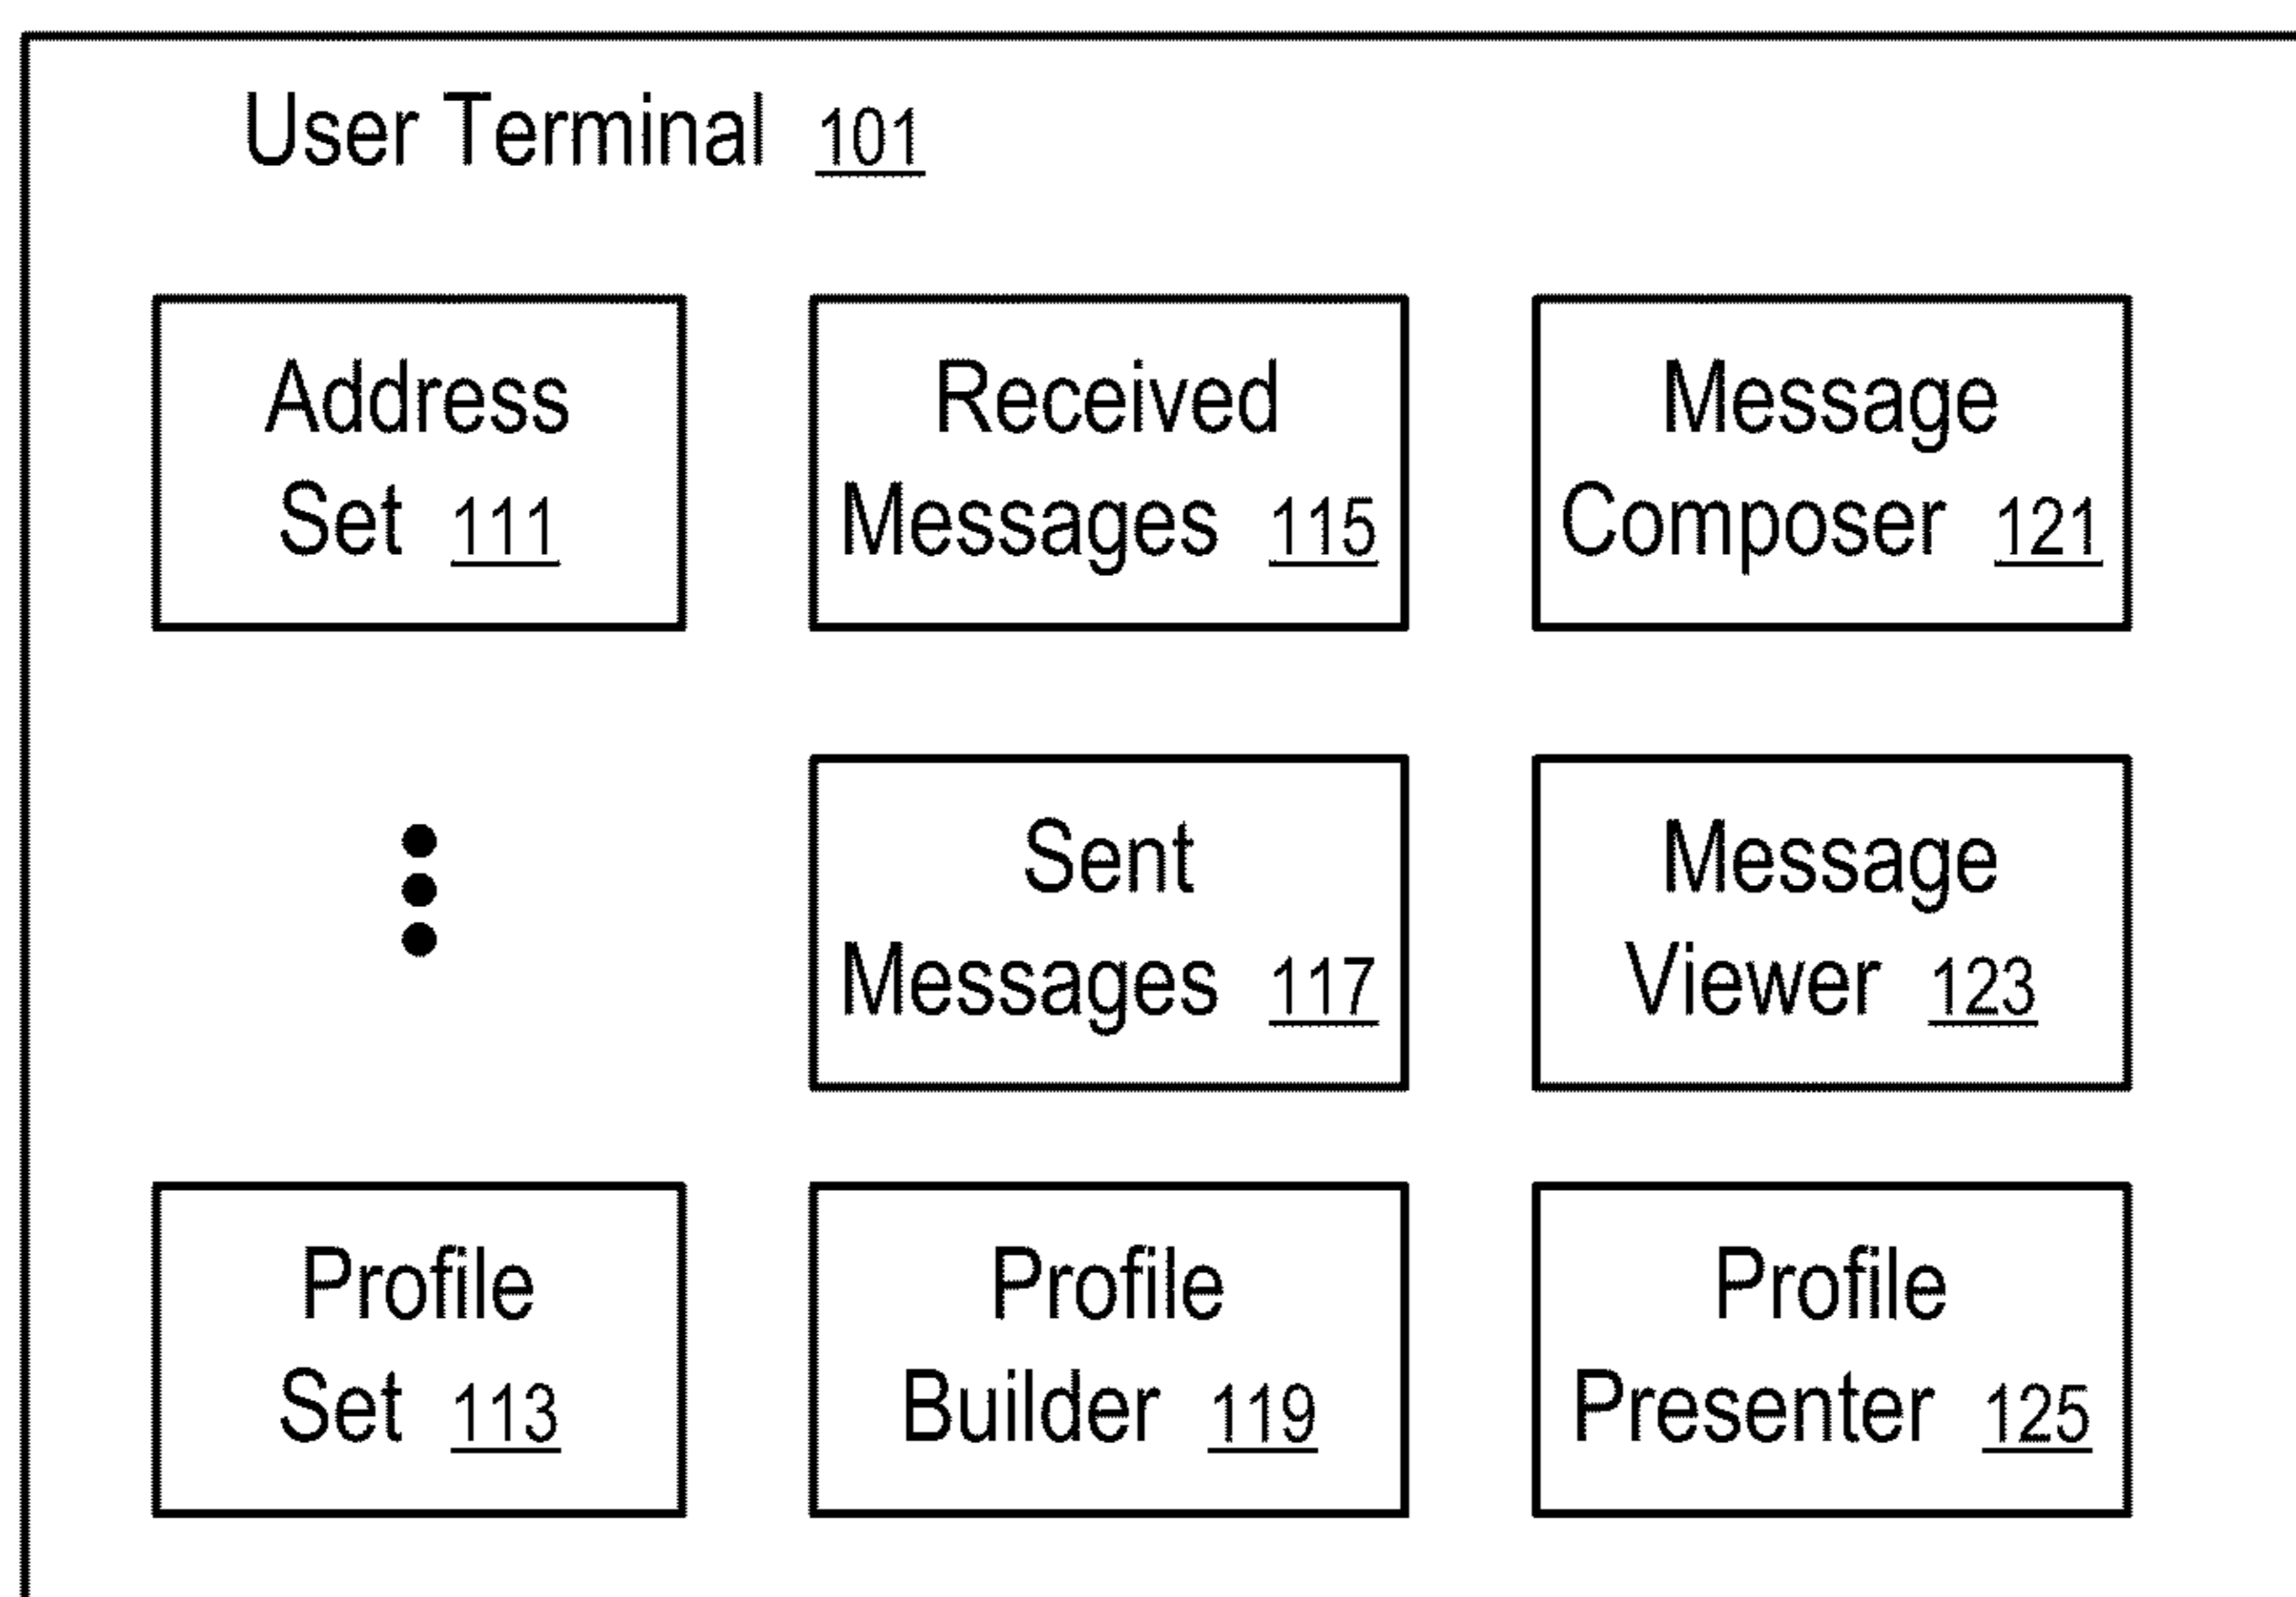 User Terminal 101
Address
Set 111
Received
Messages 115
Message
Composer 121
Sent
Messages 117
Message
Viewer 123
Profile
Set 113
Profile
Builder 119
Profile
Presenter 125